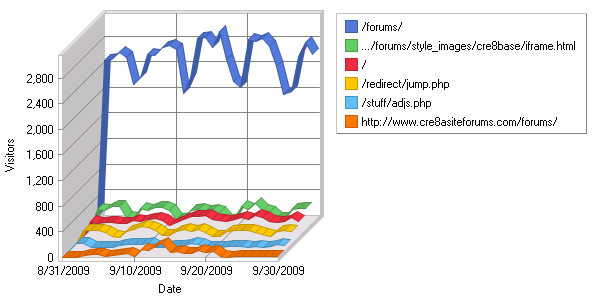 /forums/
.../forums/style_images/cre8base/iframe.html
/
/redirect/jump.php
/stuff/adjs.php
http://www.cre8asiteforums.com/forums/
Visitors
2,800
2,400
2,000
1,600
1,200
800
400
0
8/31/2009 9/10/2009 9/20/2009 9/30/2009
Date